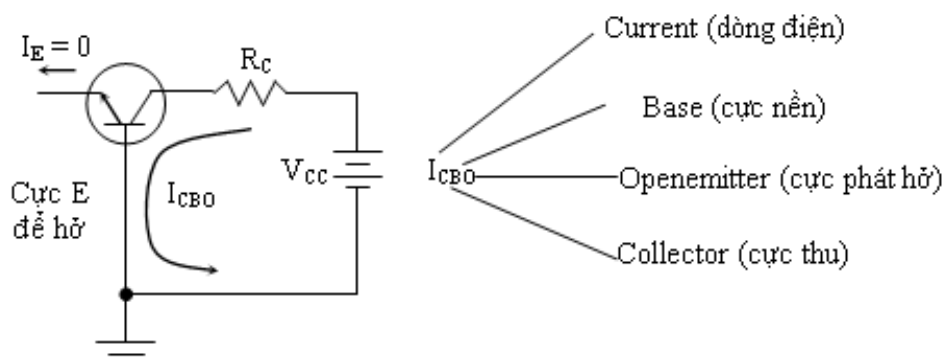 I_E = 0
R_C
V_CC
I_CBO
Cực E
để hở
I_CBO
Current (dòng điện)
Base (cực nền)
Openemitter (cực phát hở)
Collector (cực thu)